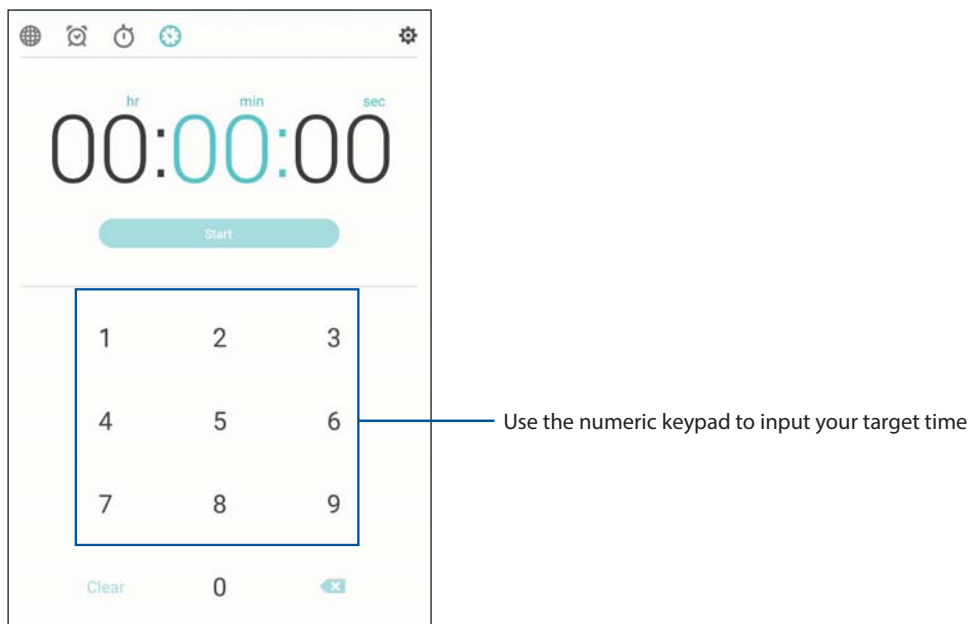 hr min sec
00:00:00
Start
1 2 3
4 5 6
Use the numeric keypad to input your target time
7 8 9
Clear 0